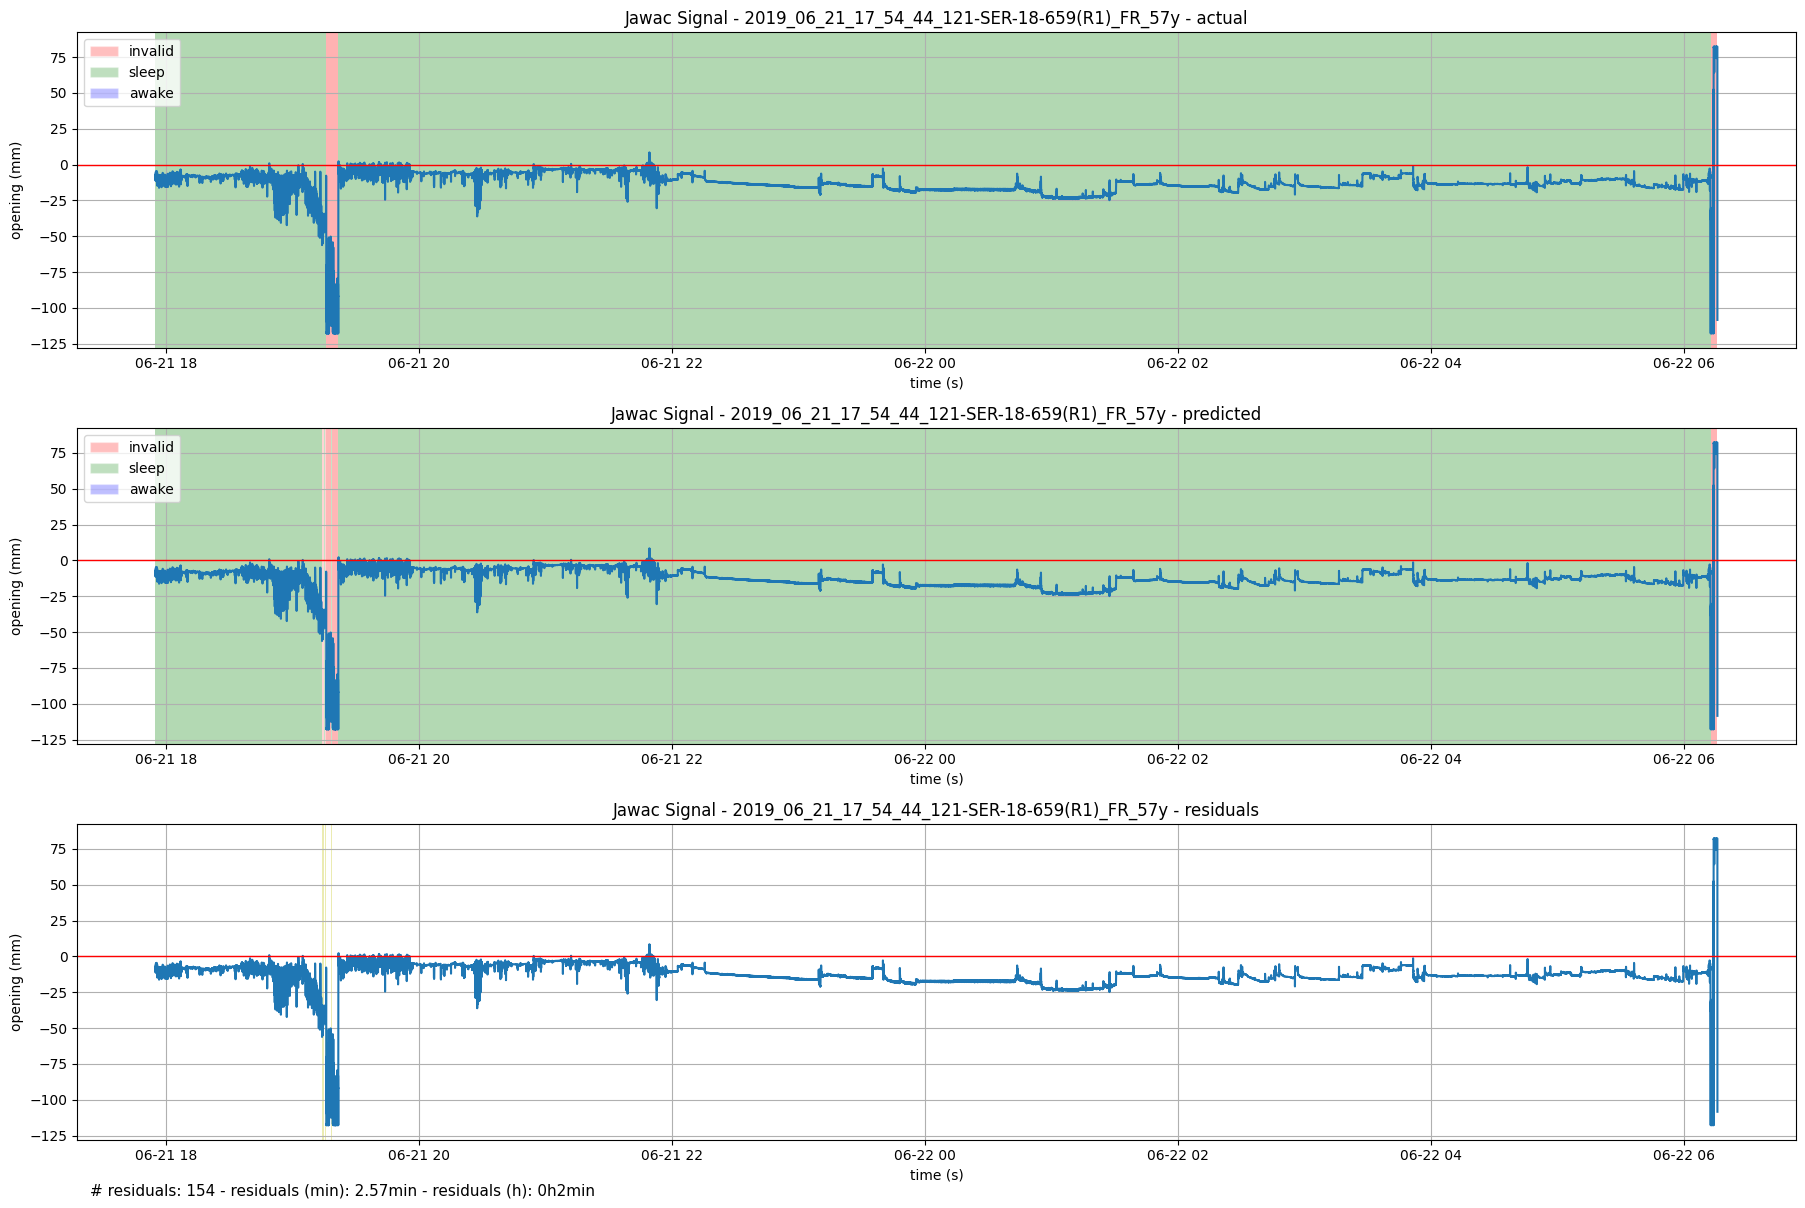 Jawac Signal - 2019_06_21_17_54_44_121-SER-18-659(R1)_FR_57y - actual
invalid
sleep
awake
75
50
25
0
−25
−50
−75
−100
−125
opening (mm)
06-21 18 06-21 20 06-21 22 06-22 00 06-22 02 06-22 04 06-22 06
time (s)
Jawac Signal - 2019_06_21_17_54_44_121-SER-18-659(R1)_FR_57y - predicted
invalid
sleep
awake
75
50
25
0
−25
−50
−75
−100
−125
opening (mm)
06-21 18 06-21 20 06-21 22 06-22 00 06-22 02 06-22 04 06-22 06
time (s)
Jawac Signal - 2019_06_21_17_54_44_121-SER-18-659(R1)_FR_57y - residuals
75
50
25
0
−25
−50
−75
−100
−125
opening (mm)
06-21 18 06-21 20 06-21 22 06-22 00 06-22 02 06-22 04 06-22 06
time (s)
# residuals: 154 - residuals (min): 2.57min - residuals (h): 0h2min